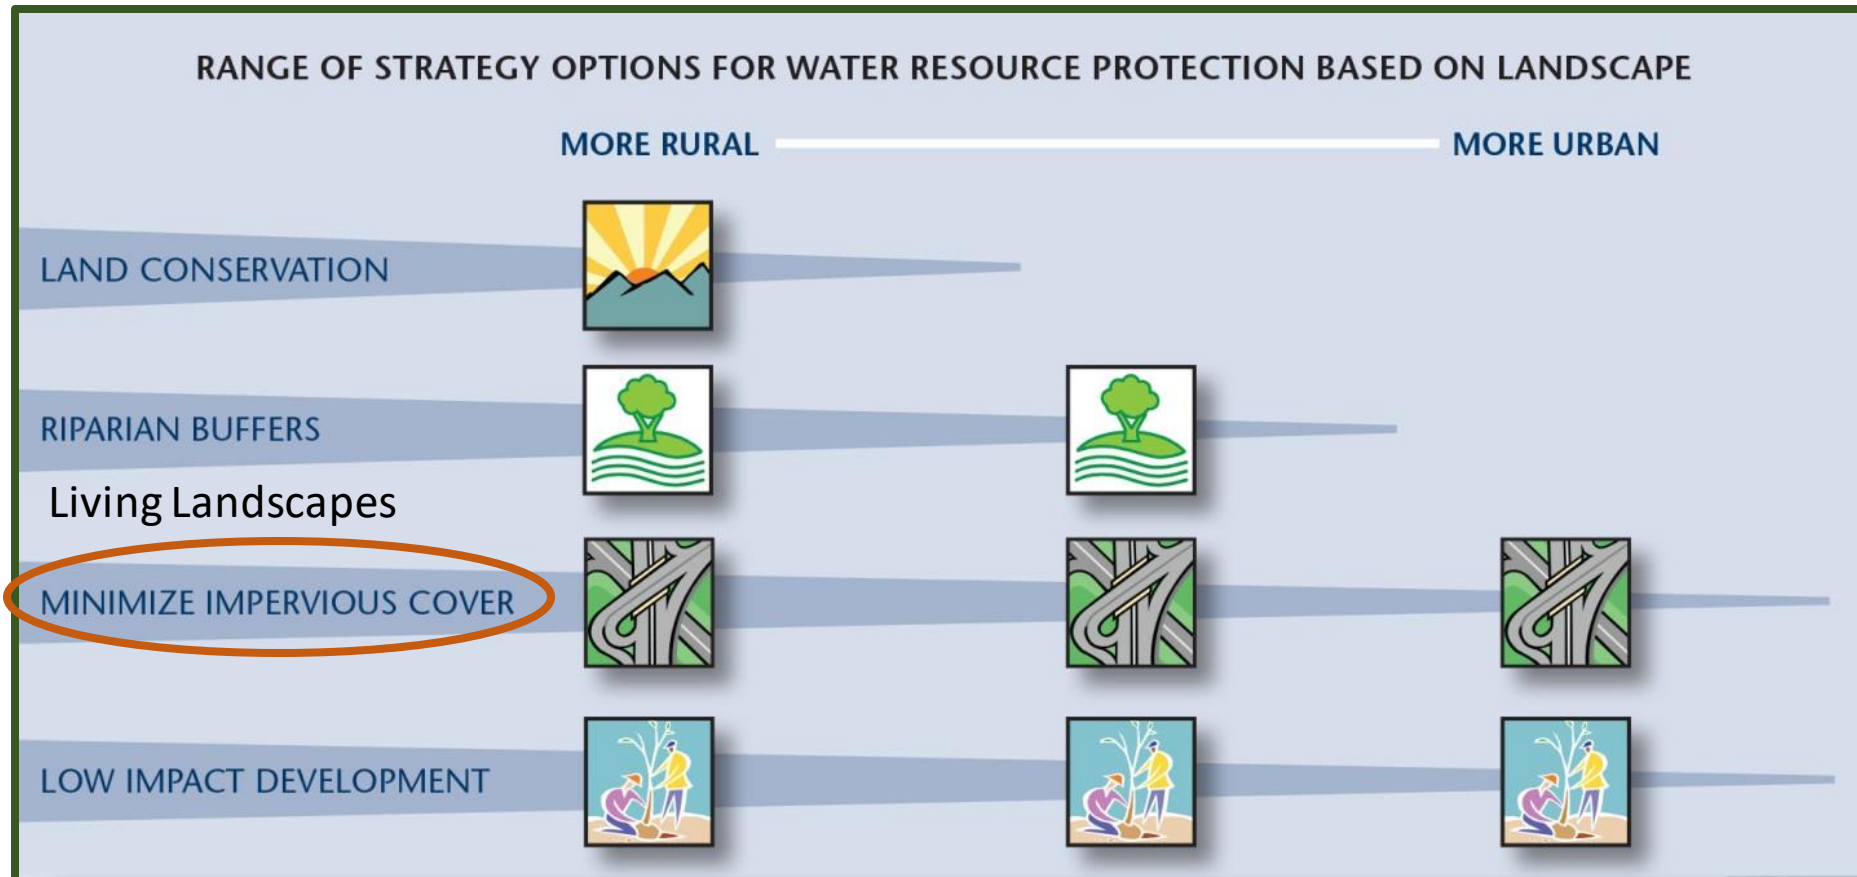 RANGE OF STRATEGY OPTIONS FOR WATER RESOURCE PROTECTION BASED ON LANDSCAPE
MORE RURAL MORE URBAN
LAND CONSERVATION
RIPARIAN BUFFERS
Living Landscapes
MINIMIZE IMPERVIOUS COVER
LOW IMPACT DEVELOPMENT